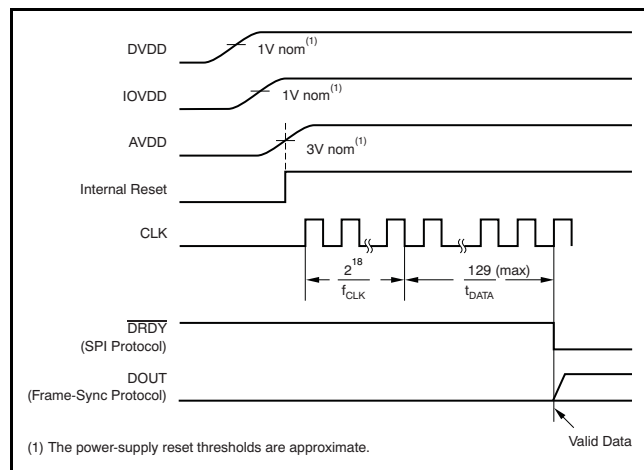 DVDD
1V nom(1)
IOVDD
1V nom(1)
AVDD
3V nom(1)
Internal Reset
CLK
2^18
f_CLK
129 (max)
t_DATA
DRDY
(SPI Protocol)
DOUT
(Frame-Sync Protocol)
Valid Data
(1) The power-supply reset thresholds are approximate.